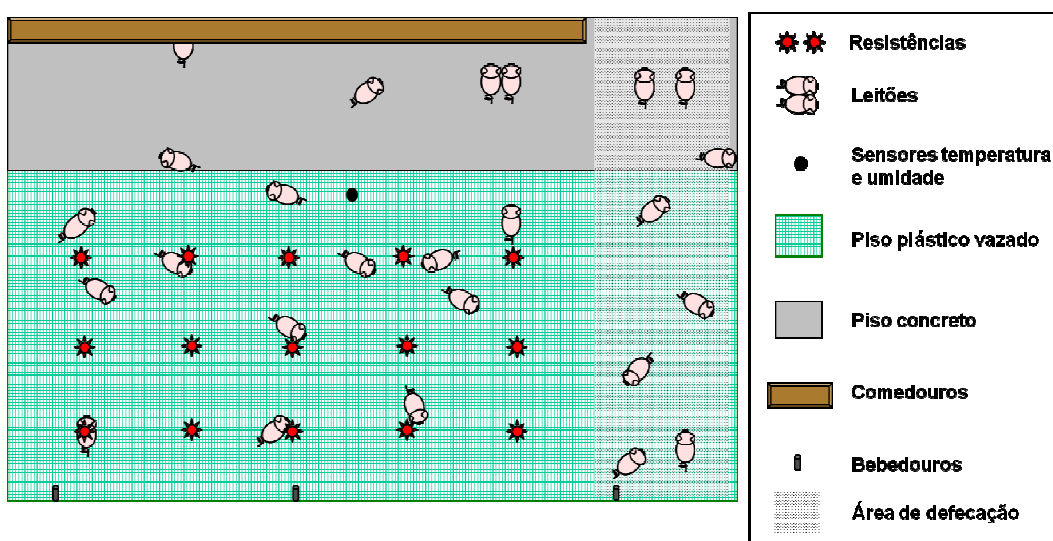 Resistências
Leitões
Sensores temperatura
e umidade
Piso plástico vazado
Piso concreto
Comedouros
Bebedouros
Área de defecação